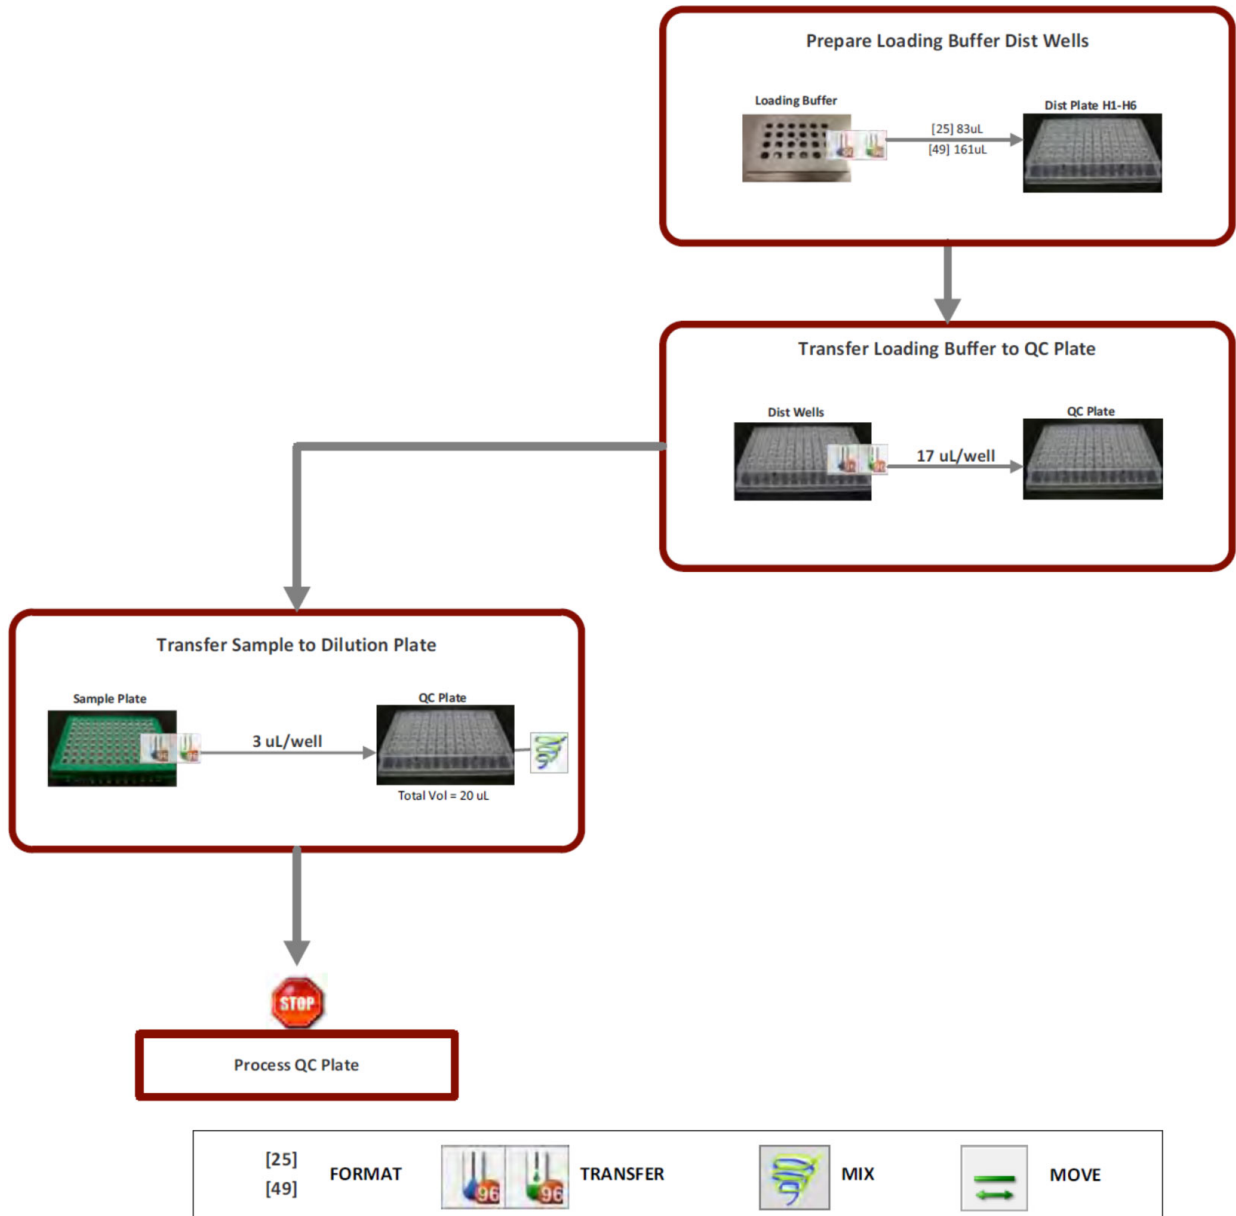 Prepare Loading Buffer Dist Wells
Loading Buffer
Dist Plate H1-H6
[25] 83uL
[49] 161uL
Transfer Loading Buffer to QC Plate
Dist Wells
QC Plate
17 uL/well
Transfer Sample to Dilution Plate
Sample Plate
QC Plate
3 uL/well
Total Vol = 20 uL
STOP
Process QC Plate
[25]
[49]
FORMAT
96
96
TRANSFER
MIX
MOVE